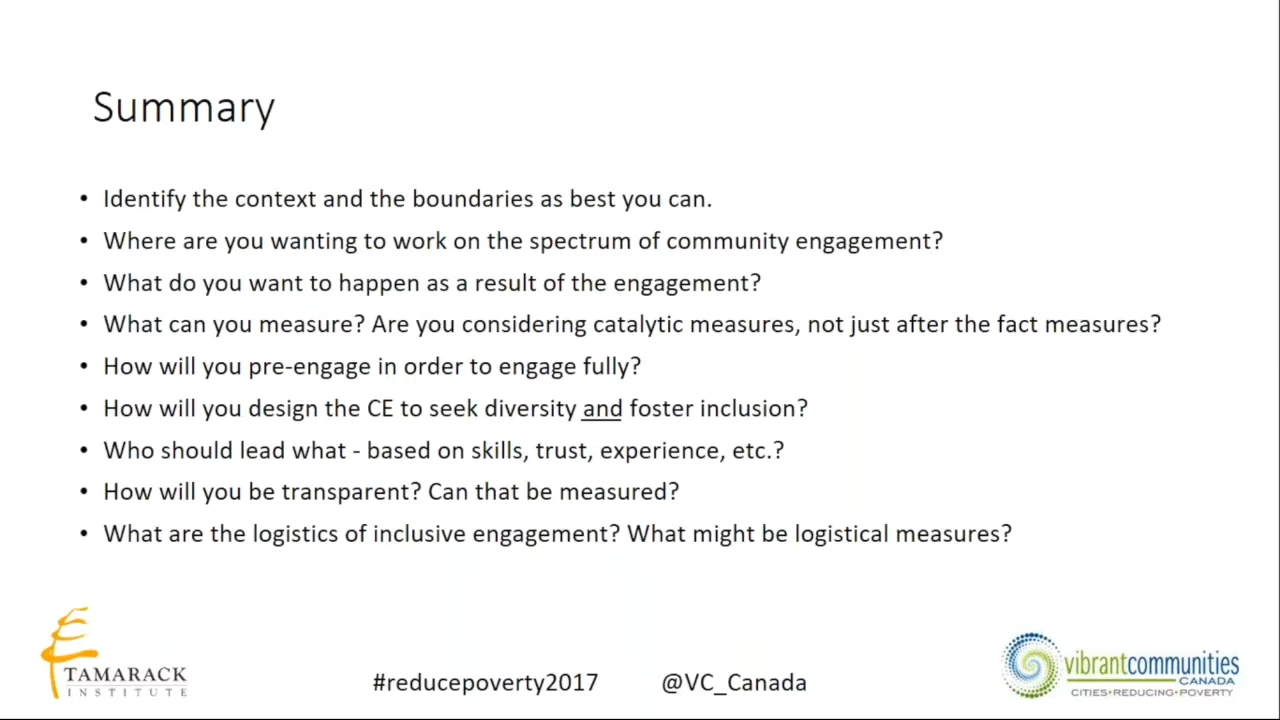 Summary
• Identify the context and the boundaries as best you can.
• Where are you wanting to work on the spectrum of community engagement?
• What do you want to happen as a result of the engagement?
• What can you measure? Are you considering catalytic measures, not just after the fact measures?
• How will you pre-engage in order to engage fully?
• How will you design the CE to seek diversity and foster inclusion?
• Who should lead what - based on skills, trust, experience, etc.?
• How will you be transparent? Can that be measured?
• What are the logistics of inclusive engagement? What might be logistical measures?
TAMARACK
INSTITUTE
#reducepoverty2017 @VC_Canada
vibrantcommunities
CANADA
CITIES•REDUCING•POVERTY